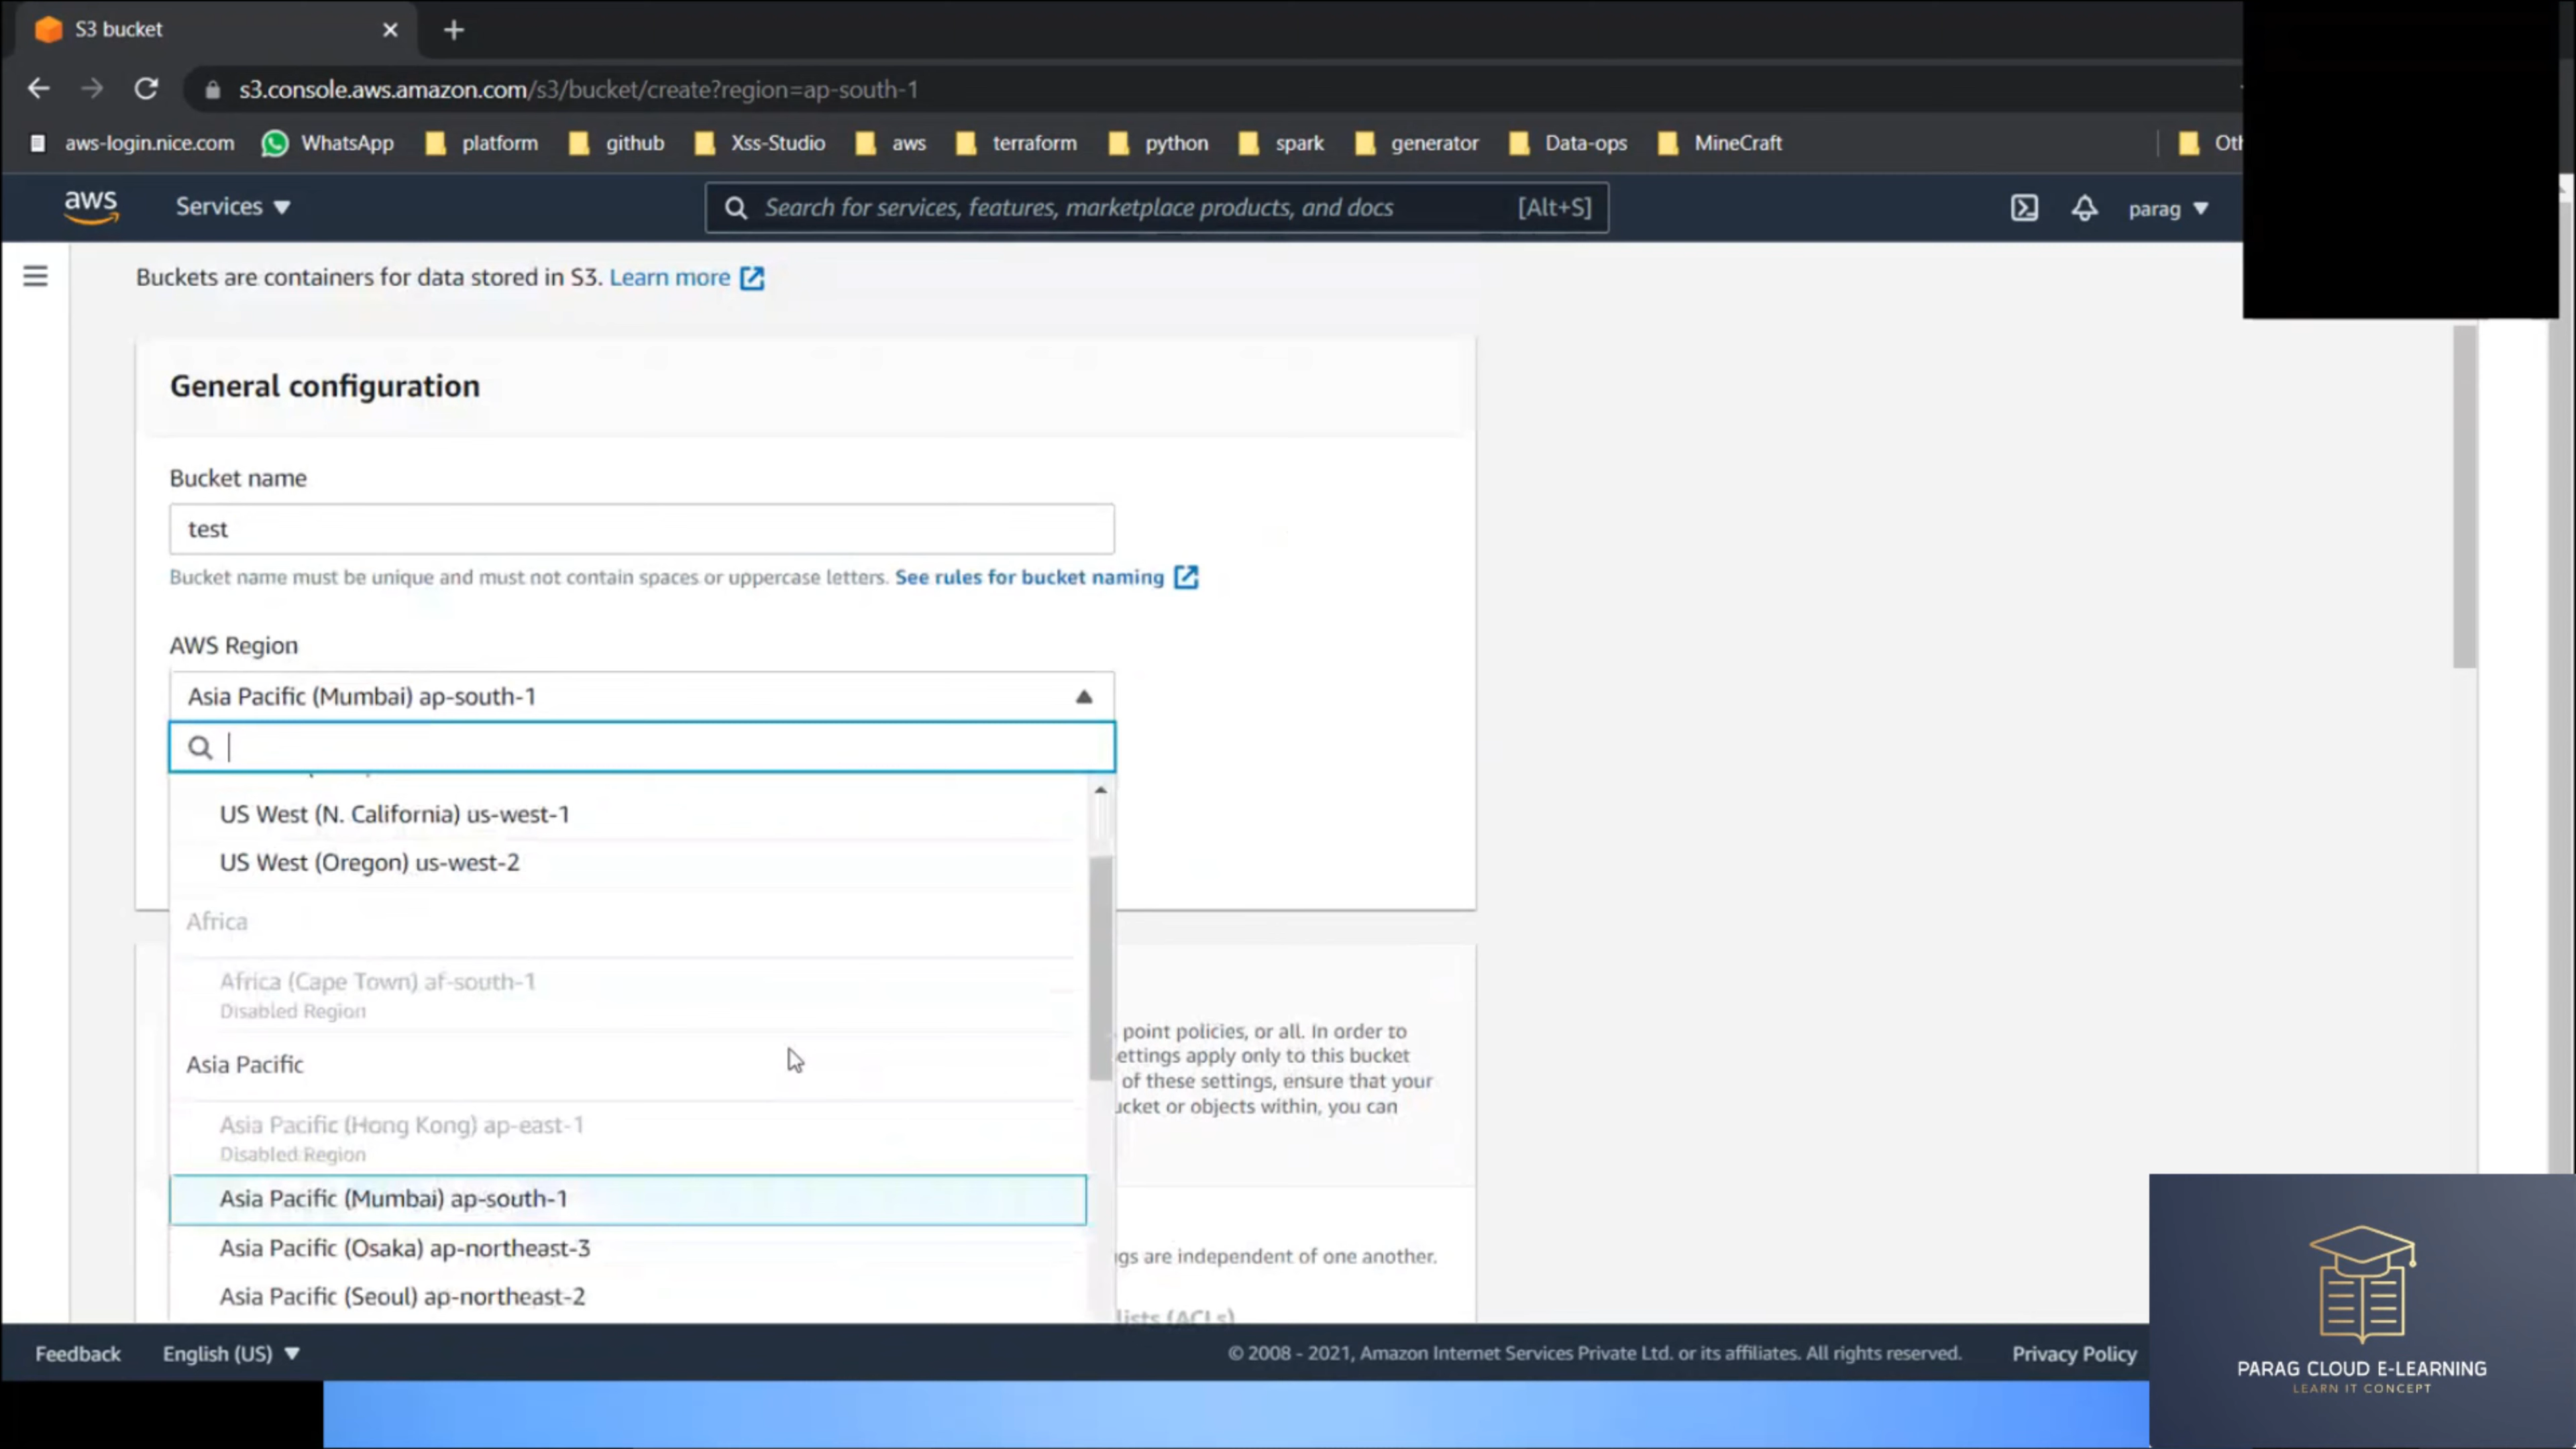 S3 bucket
s3.console.aws.amazon.com/s3/bucket/create?region=ap-south-1
aws-login.nice.com WhatsApp platform github Xss-Studio aws terraform python spark generator Data-ops MineCraft
aws Services Search for services, features, marketplace products, and docs [Alt+S] parag
Buckets are containers for data stored in S3. Learn more
General configuration
Bucket name
test
Bucket name must be unique and must not contain spaces or uppercase letters. See rules for bucket naming
AWS Region
Asia Pacific (Mumbai) ap-south-1
US West (N. California) us-west-1
US West (Oregon) us-west-2
Africa
Africa (Cape Town) af-south-1
Disabled Region
Asia Pacific
Asia Pacific (Hong Kong) ap-east-1
Disabled Region
Asia Pacific (Mumbai) ap-south-1
Asia Pacific (Osaka) ap-northeast-3
Asia Pacific (Seoul) ap-northeast-2
point policies, or all. In order to
ettings apply only to this bucket
of these settings, ensure that your
ucket or objects within, you can
gs are independent of one another.
lists (ACLs)
Feedback English (US) © 2008 - 2021, Amazon Internet Services Private Ltd. or its affiliates. All rights reserved. Privacy Policy
PARAG CLOUD E-LEARNING
LEARN IT CONCEPT